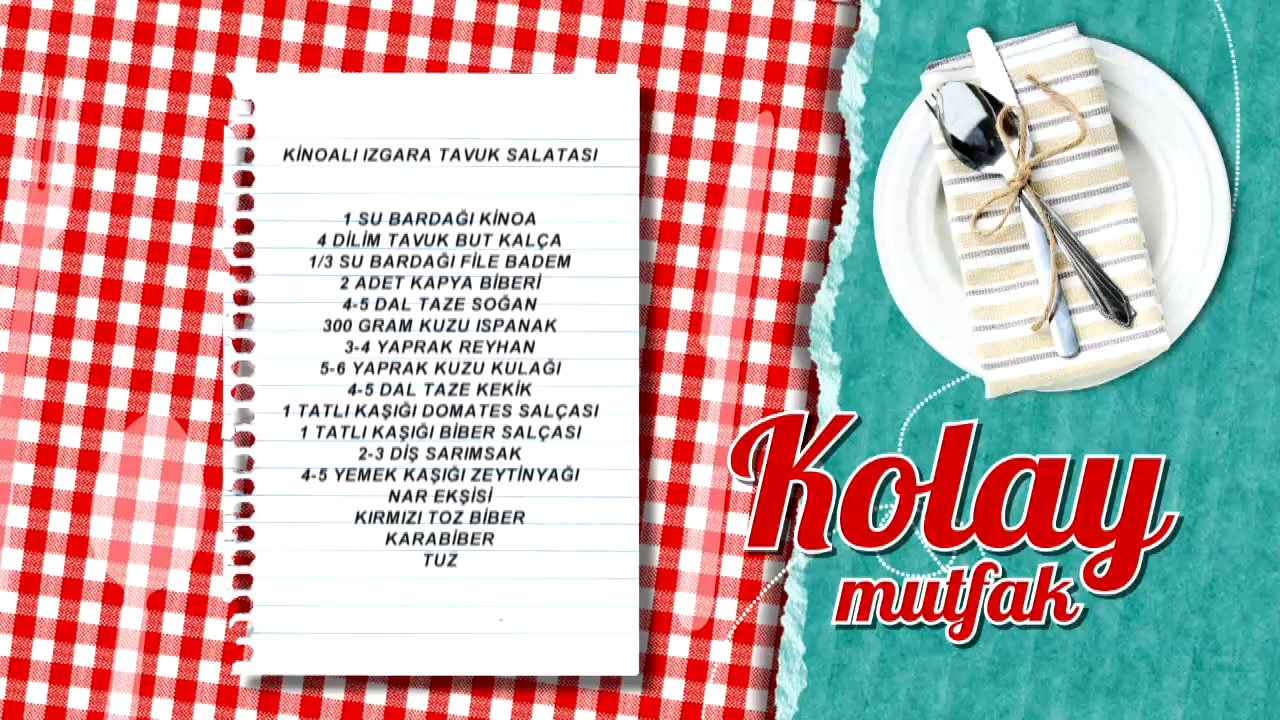 KİNOALI IZGARA TAVUK SALATASI
1 SU BARDAĞI KİNOA
4 DİLİM TAVUK BUT KALÇA
1/3 SU BARDAĞI FİLE BADEM
2 ADET KAPYA BİBERİ
4-5 DAL TAZE SOĞAN
300 GRAM KUZU ISPANAK
3-4 YAPRAK REYHAN
5-6 YAPRAK KUZU KULAĞI
4-5 DAL TAZE KEKİK
1 TATLI KAŞIĞI DOMATES SALÇASI
1 TATLI KAŞIĞI BİBER SALÇASI
2-3 DİŞ SARIMSAK
4-5 YEMEK KAŞIĞI ZEYTİNYAĞI
NAR EKŞİSİ
KIRMIZI TOZ BİBER
KARABİBER
TUZ
Kolay
mutfak